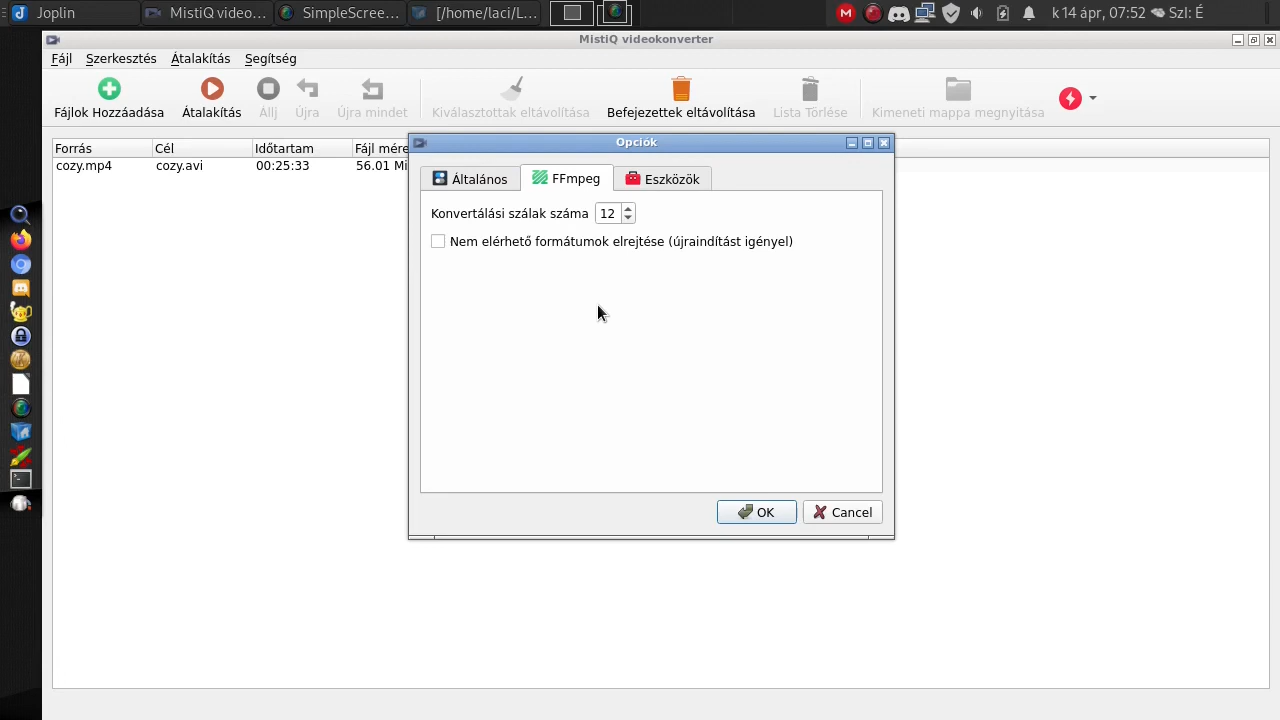 Joplin MistiQ video... SimpleScree... [/home/laci/L... k 14 ápr, 07:52 Szl: É
MistiQ videokonverter
Fájl Szerkesztés Átalakítás Segítség
Fájlok Hozzáadása Átalakítás Állj Újra Újra mindet Kiválasztottak eltávolítása Befejezettek eltávolítása Lista Törlése Kimeneti mappa megnyitása
Opciók
Forrás Cél Időtartam Fájl mére
cozy.mp4 cozy.avi 00:25:33 56.01 Mi
Általános FFmpeg Eszközök
Konvertálási szálak száma 12
Nem elérhető formátumok elrejtése (újraindítást igényel)
OK Cancel